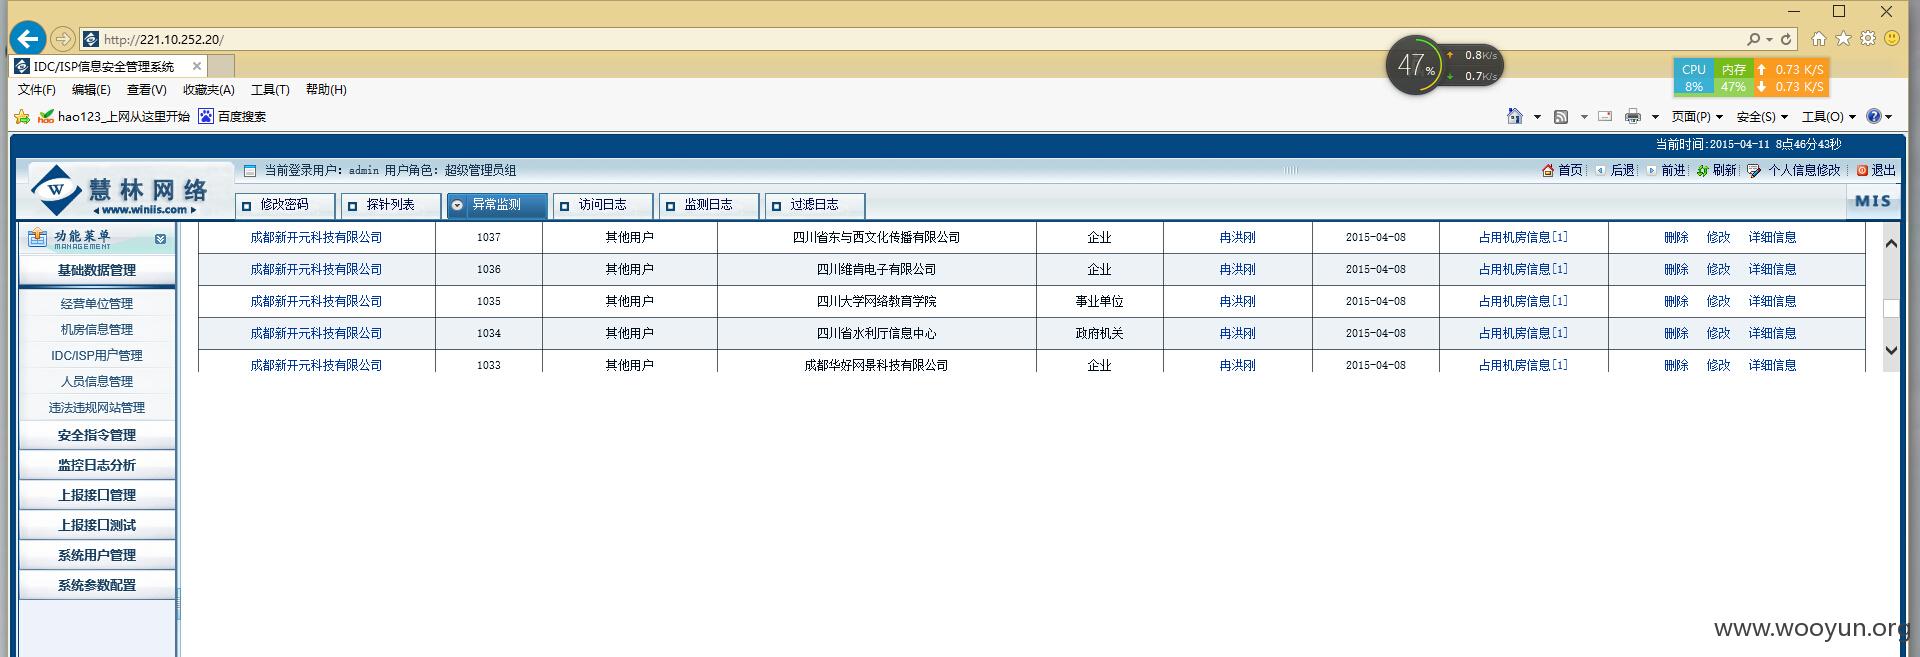 http://221.10.252.20/
IDC/ISP信息安全管理系统
47%
0.8K/s
0.7K/s
CPU 内存 0.73 K/S
8% 47% 0.73 K/S
文件(F) 编辑(E) 查看(V) 收藏夹(A) 工具(T) 帮助(H)
hao123_上网从这里开始 百度搜索
页面(P) 安全(S) 工具(O)
当前时间:2015-04-11 8点46分43秒
慧林网络
www.winiis.com
当前登录用户: admin 用户角色: 超级管理员组
首页 后退 前进 刷新 个人信息修改 退出
修改密码 探针列表 异常监测 访问日志 监测日志 过滤日志
MIS
功能菜单
MANAGEMENT
基础数据管理
经营单位管理
机房信息管理
IDC/ISP用户管理
人员信息管理
违法违规网站管理
安全指令管理
监控日志分析
上报接口管理
上报接口测试
系统用户管理
系统参数配置
成都新开元科技有限公司 1037 其他用户 四川省东与西文化传播有限公司 企业 冉洪刚 2015-04-08 占用机房信息[1] 删除 修改 详细信息
成都新开元科技有限公司 1036 其他用户 四川维肯电子有限公司 企业 冉洪刚 2015-04-08 占用机房信息[1] 删除 修改 详细信息
成都新开元科技有限公司 1035 其他用户 四川大学网络教育学院 事业单位 冉洪刚 2015-04-08 占用机房信息[1] 删除 修改 详细信息
成都新开元科技有限公司 1034 其他用户 四川省水利厅信息中心 政府机关 冉洪刚 2015-04-08 占用机房信息[1] 删除 修改 详细信息
成都新开元科技有限公司 1033 其他用户 成都华好网景科技有限公司 企业 冉洪刚 2015-04-08 占用机房信息[1] 删除 修改 详细信息
www.wooyun.org